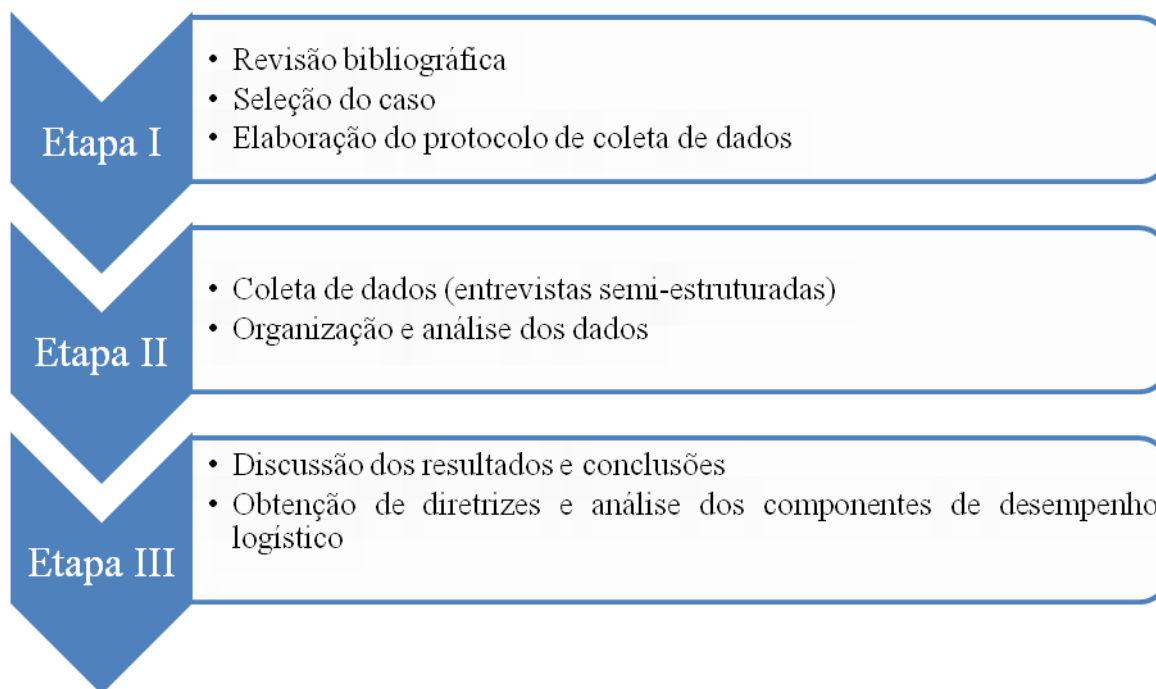 Etapa I
• Revisão bibliográfica
• Seleção do caso
• Elaboração do protocolo de coleta de dados
Etapa II
• Coleta de dados (entrevistas semi-estruturadas)
• Organização e análise dos dados
Etapa III
• Discussão dos resultados e conclusões
• Obtenção de diretrizes e análise dos componentes de desempenho
logístico